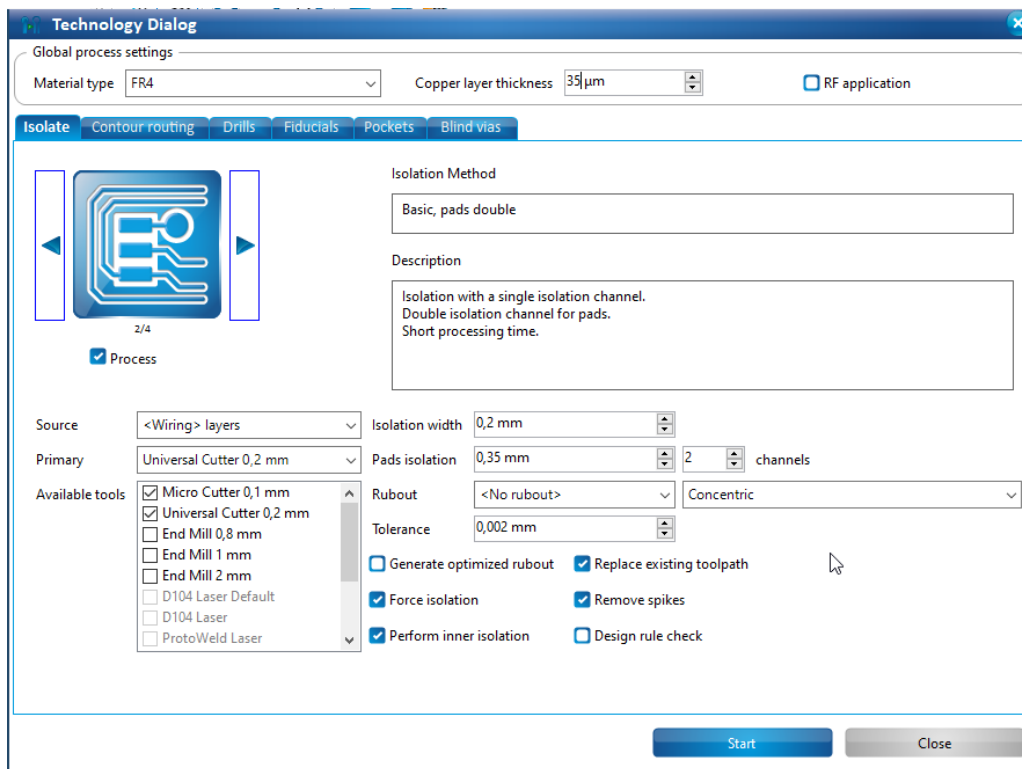 Technology Dialog
Global process settings
Material type FR4 Copper layer thickness 35 µm RF application
Isolate Contour routing Drills Fiducials Pockets Blind vias
Isolation Method
Basic, pads double
Description
Isolation with a single isolation channel.
Double isolation channel for pads.
Short processing time.
2/4
Process
Source <Wiring> layers Isolation width 0,2 mm
Primary Universal Cutter 0,2 mm Pads isolation 0,35 mm 2 channels
Available tools Micro Cutter 0,1 mm Rubout <No rubout> Concentric
Universal Cutter 0,2 mm
End Mill 0,8 mm Tolerance 0,002 mm
End Mill 1 mm Generate optimized rubout Replace existing toolpath
End Mill 2 mm
D104 Laser Default Force isolation Remove spikes
D104 Laser
ProtoWeld Laser Perform inner isolation Design rule check
Start Close